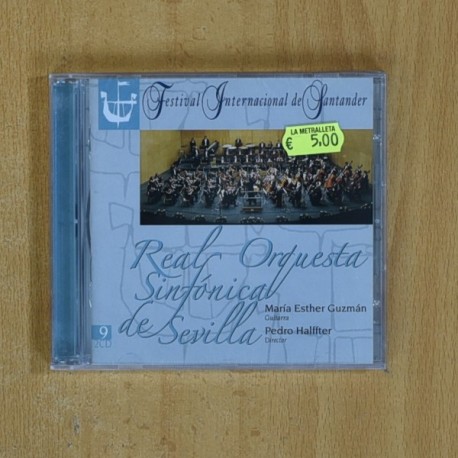 Festival Internacional de Santander
LA METRALLETA
€ 5,00
Real Orquesta
Sinfónica
de Sevilla
María Esther Guzmán
Guitarra
Pedro Halffter
Director
9